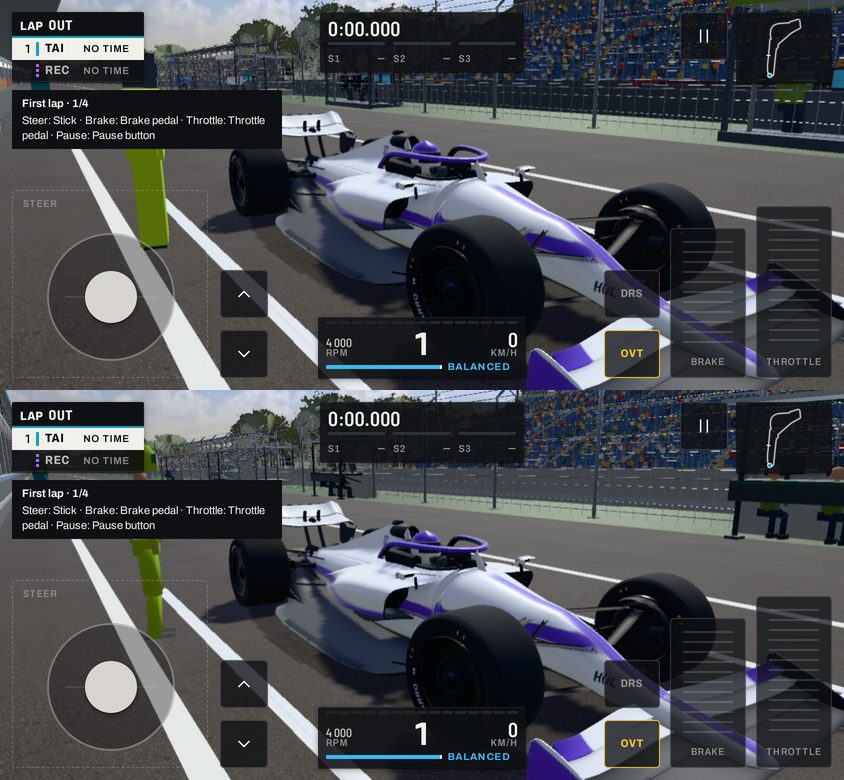 LAP OUT
1 TAI NO TIME
REC NO TIME
0:00.000
S1 – S2 – S3 –
First lap · 1/4
Steer: Stick · Brake: Brake pedal · Throttle: Throttle
pedal · Pause: Pause button
STEER
DRS
OVT
BRAKE
THROTTLE
4 000
RPM
1
0
KM/H
BALANCED
LAP OUT
1 TAI NO TIME
REC NO TIME
0:00.000
S1 – S2 – S3 –
First lap · 1/4
Steer: Stick · Brake: Brake pedal · Throttle: Throttle
pedal · Pause: Pause button
STEER
DRS
OVT
BRAKE
THROTTLE
4 000
RPM
1
0
KM/H
BALANCED